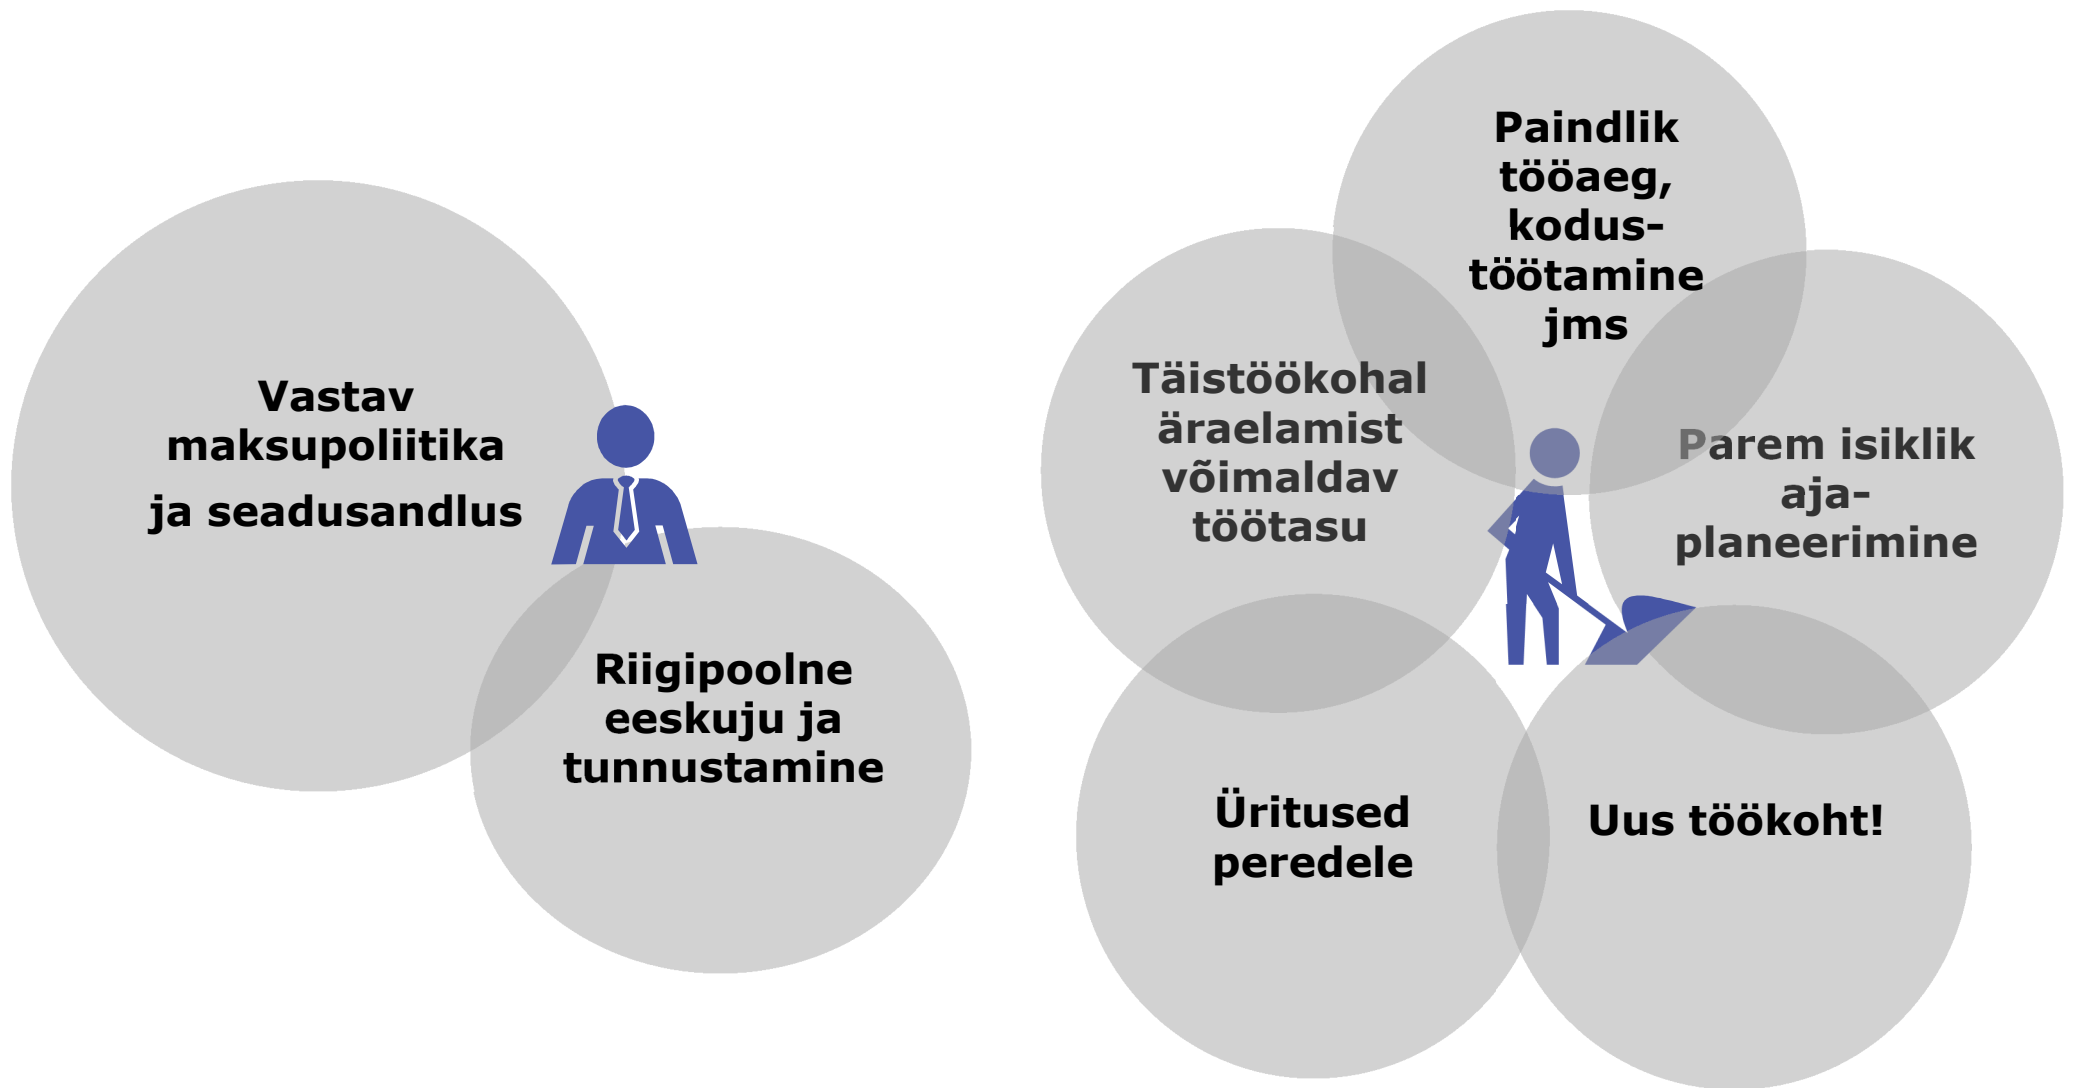 Vastav
maksupoliitika
ja seadusandlus
Riigipoolne
eeskuju ja
tunnustamine
Paindlik
tööaeg,
kodus-
töötamine
jms
Täistöökohal
äraelamist
võimaldav
töötasu
Parem isiklik
aja-
planeerimine
Üritused
peredele
Uus töökoht!